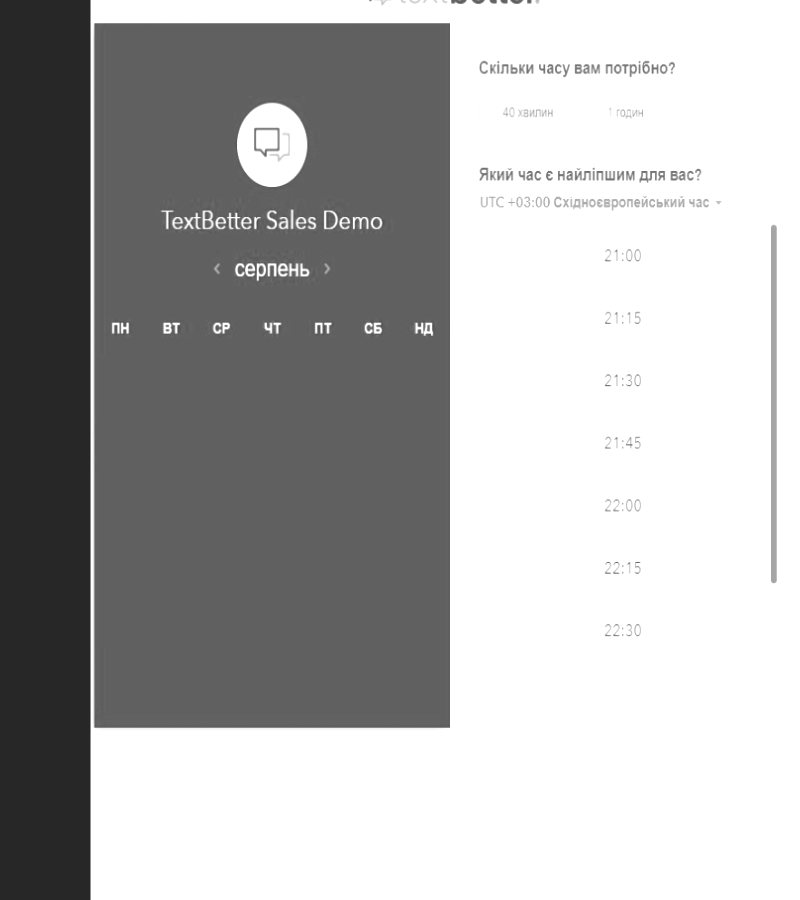 TextBetter Sales Demo
‹ серпень ›
ПН ВТ СР ЧТ ПТ СБ НД
Скільки часу вам потрібно?
40 хвилин 1 годин
Який час є найліпшим для вас?
UTC +03:00 Східноєвропейський час
21:00
21:15
21:30
21:45
22:00
22:15
22:30